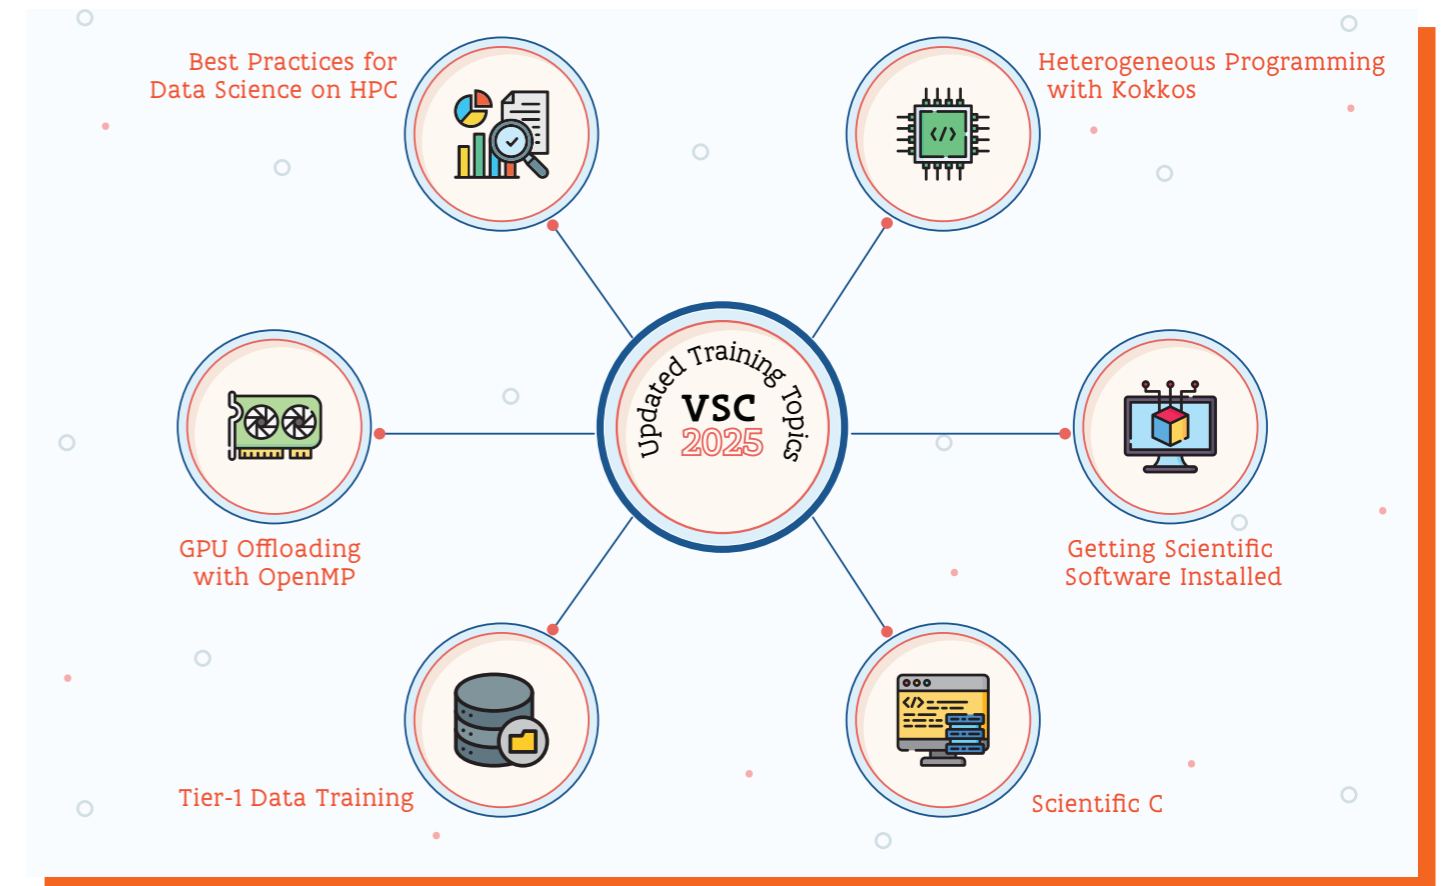 Best Practices for
Data Science on HPC
Heterogeneous Programming
with Kokkos
Updated Training Topics
VSC
2025
GPU Offloading
with OpenMP
Getting Scientific
Software Installed
Tier-1 Data Training
Scientific C